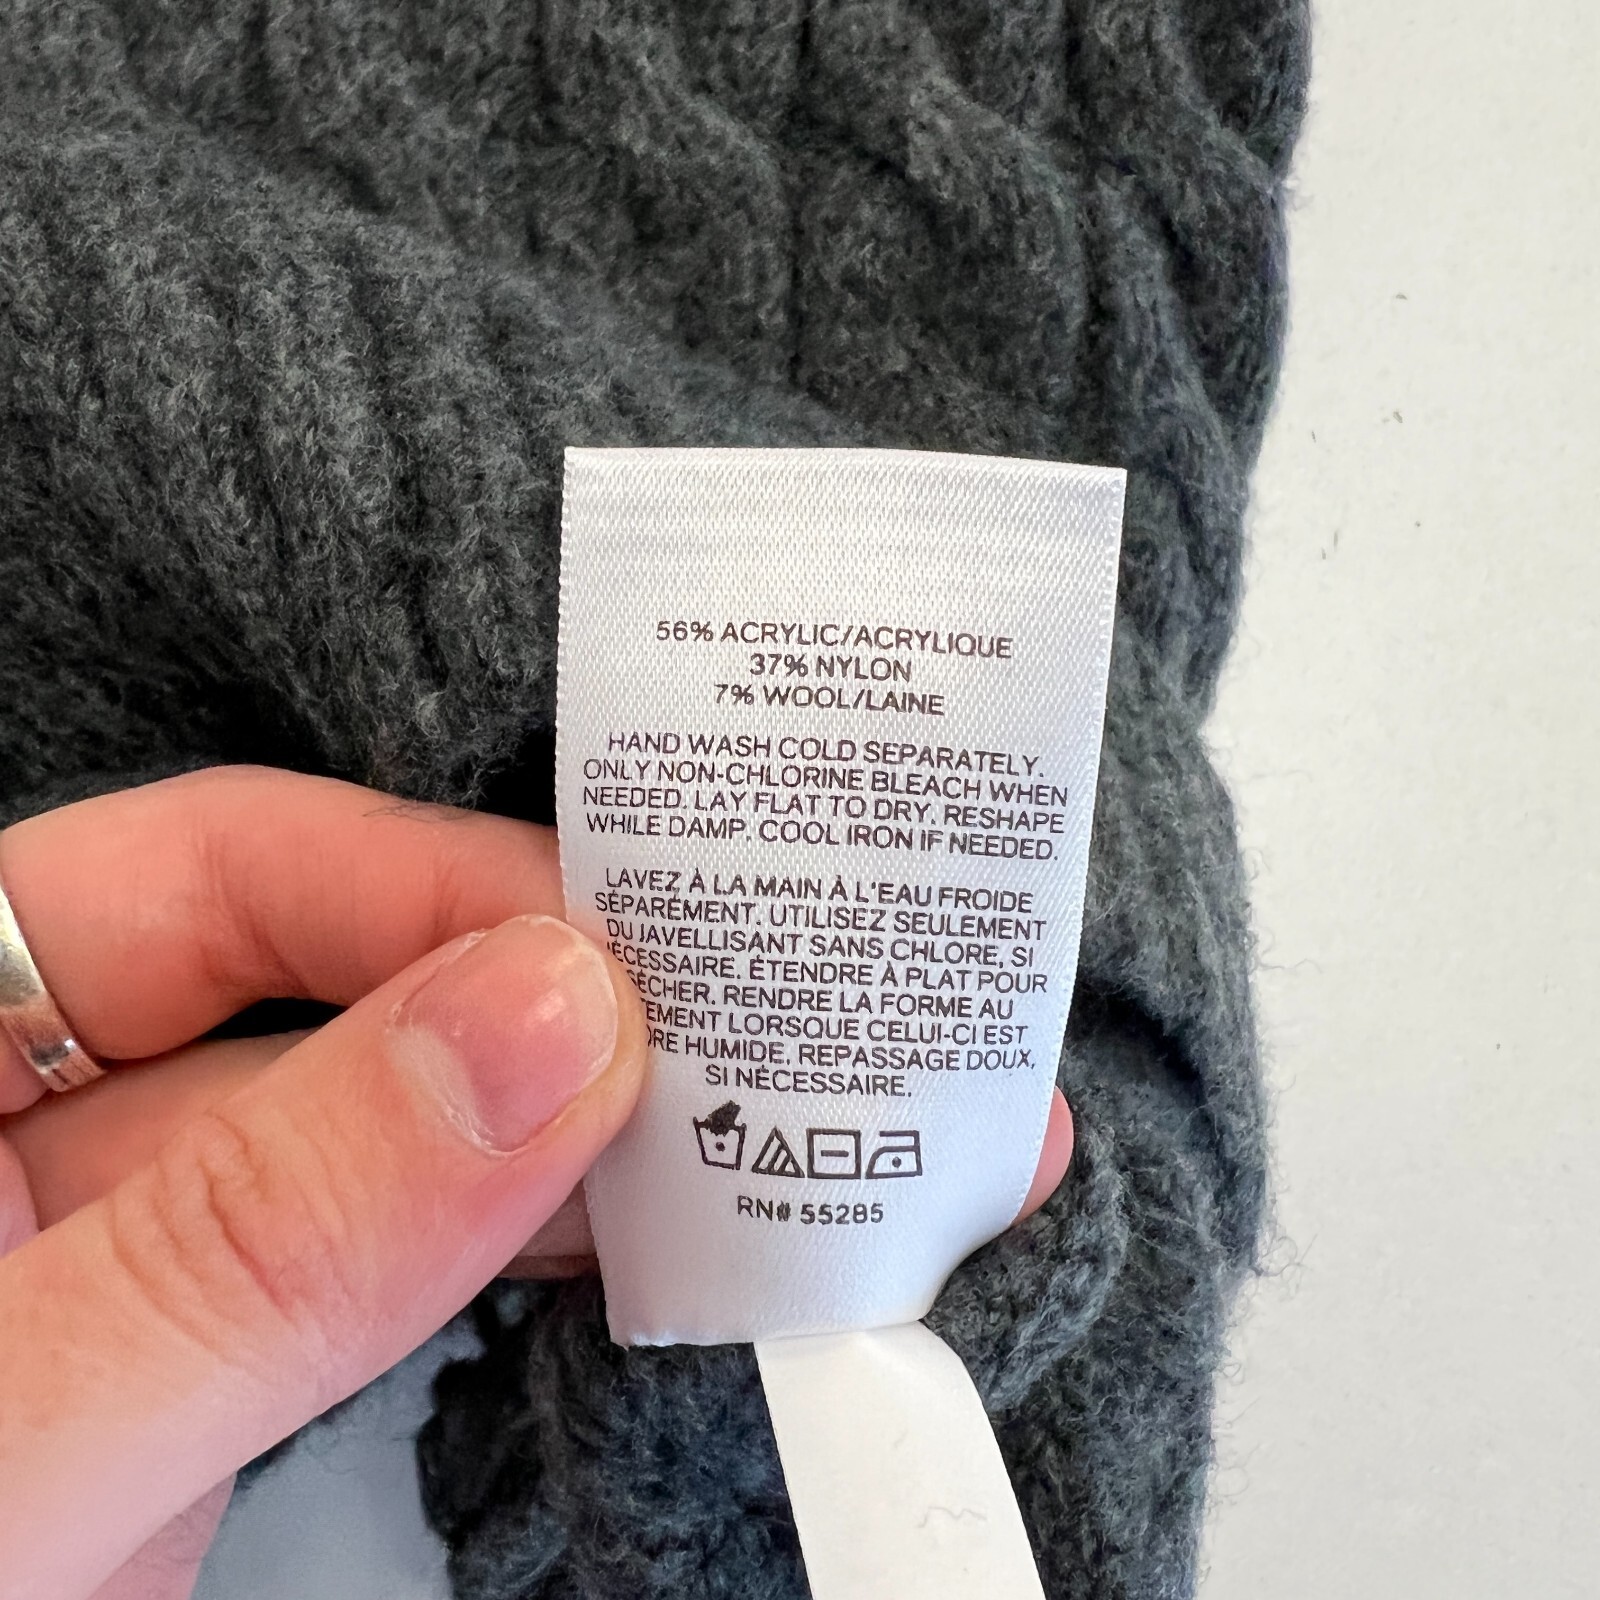 56% ACRYLIC/ACRYLIQUE
37% NYLON
7% WOOL/LAINE
HAND WASH COLD SEPARATELY.
ONLY NON-CHLORINE BLEACH WHEN
NEEDED. LAY FLAT TO DRY. RESHAPE
WHILE DAMP. COOL IRON IF NEEDED.
LAVEZ À LA MAIN À L'EAU FROIDE
SÉPARÉMENT. UTILISEZ SEULEMENT
DU JAVELLISANT SANS CHLORE, SI
ÉCESSAIRE. ÉTENDRE À PLAT POUR
SÉCHER. RENDRE LA FORME AU
TEMENT LORSQUE CELUI-CI EST
ORE HUMIDE. REPASSAGE DOUX,
SI NÉCESSAIRE.
RN# 55285